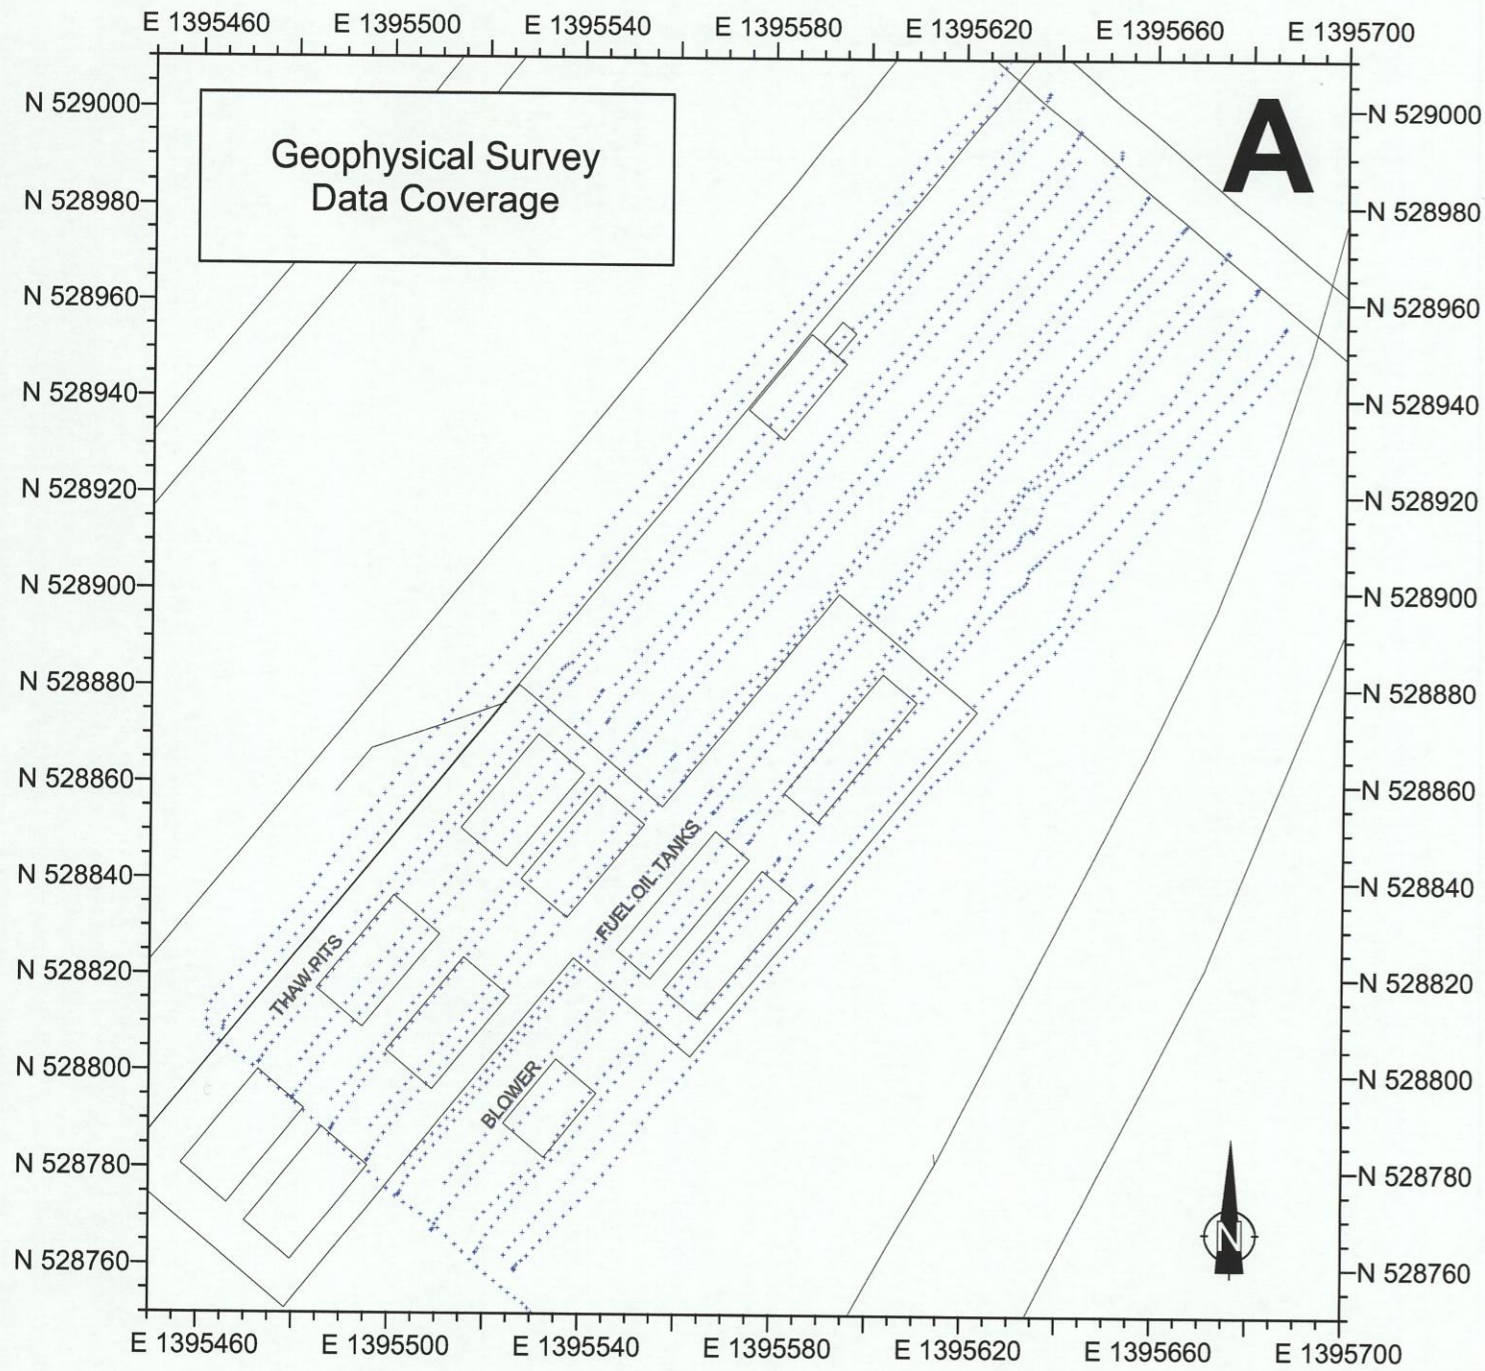 E 1395460 E 1395500 E 1395540 E 1395580 E 1395620 E 1395660 E 1395700
N 529000
N 528980
N 528960
N 528940
N 528920
N 528900
N 528880
N 528860
N 528840
N 528820
N 528800
N 528780
N 528760
Geophysical Survey
Data Coverage
A
THAW PITS
FUEL OIL TANKS
BLOWER
N
N 529000
N 528980
N 528960
N 528940
N 528920
N 528900
N 528880
N 528860
N 528840
N 528820
N 528800
N 528780
N 528760
E 1395460 E 1395500 E 1395540 E 1395580 E 1395620 E 1395660 E 1395700